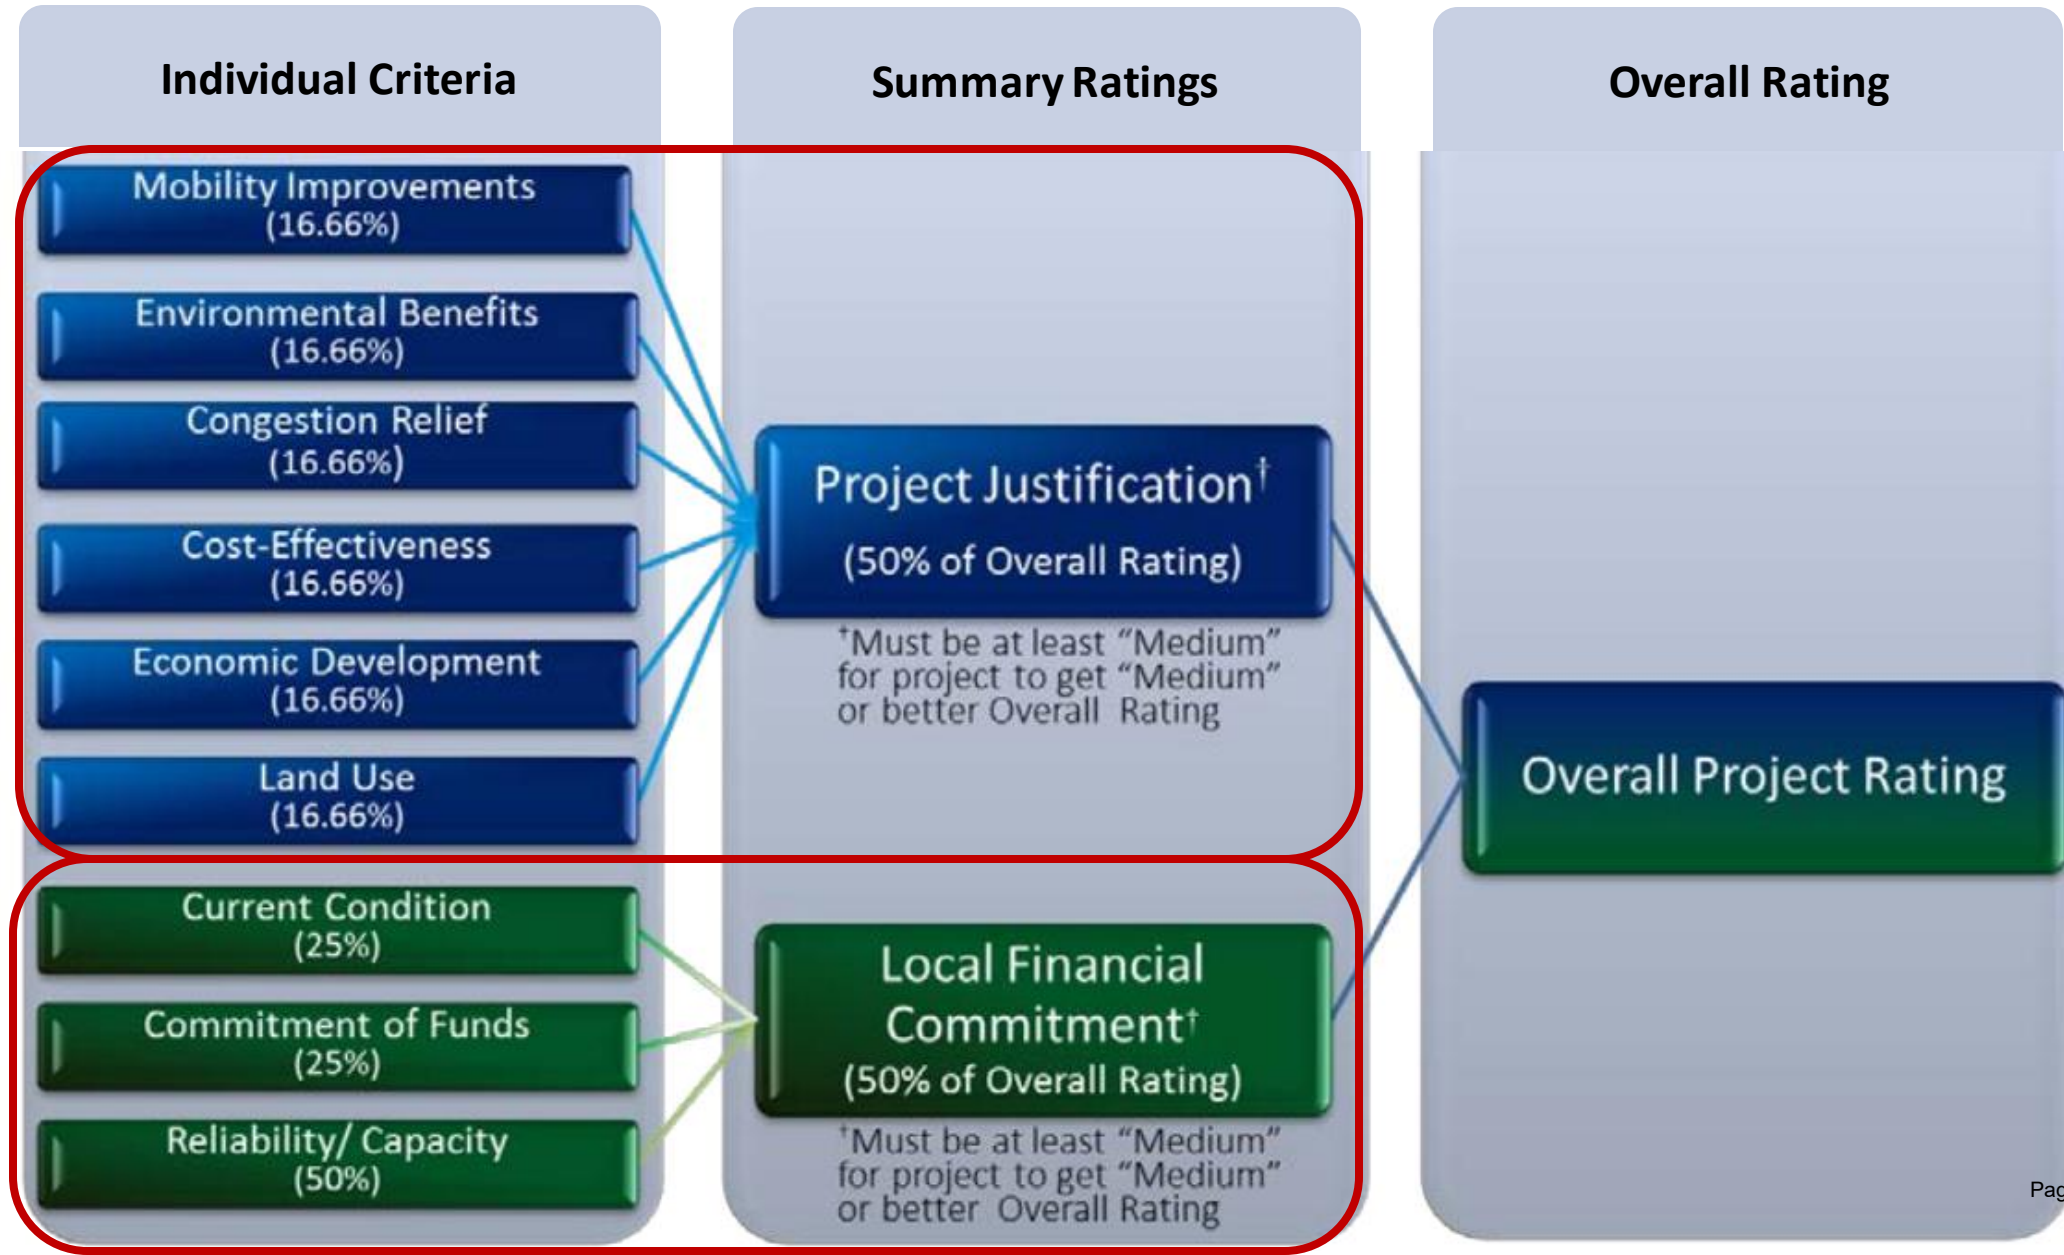 Individual Criteria
Summary Ratings
Overall Rating
Mobility Improvements
(16.66%)
Environmental Benefits
(16.66%)
Congestion Relief
(16.66%)
Cost-Effectiveness
(16.66%)
Economic Development
(16.66%)
Land Use
(16.66%)
Project Justification†
(50% of Overall Rating)
†Must be at least “Medium”
for project to get “Medium”
or better Overall Rating
Current Condition
(25%)
Commitment of Funds
(25%)
Reliability/ Capacity
(50%)
Local Financial
Commitment†
(50% of Overall Rating)
†Must be at least “Medium”
for project to get “Medium”
or better Overall Rating
Overall Project Rating
Pag